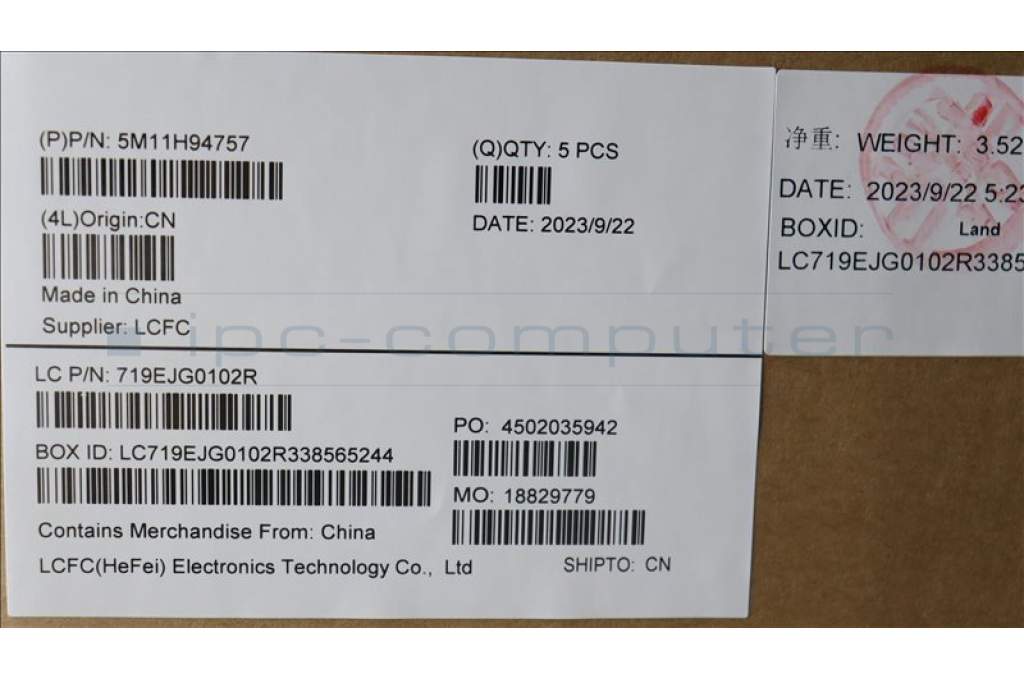 (P)P/N: 5M11H94757
(Q)QTY: 5 PCS
(4L)Origin:CN
DATE: 2023/9/22
Made in China
Supplier: LCFC
ipc-computer
LC P/N: 719EJG0102R
PO: 4502035942
BOX ID: LC719EJG0102R338565244
MO: 18829779
Contains Merchandise From: China
LCFC(HeFei) Electronics Technology Co., Ltd
SHIPTO: CN
净重: WEIGHT: 3.52
DATE: 2023/9/22 5:23
BOXID: Land
LC719EJG0102R3385